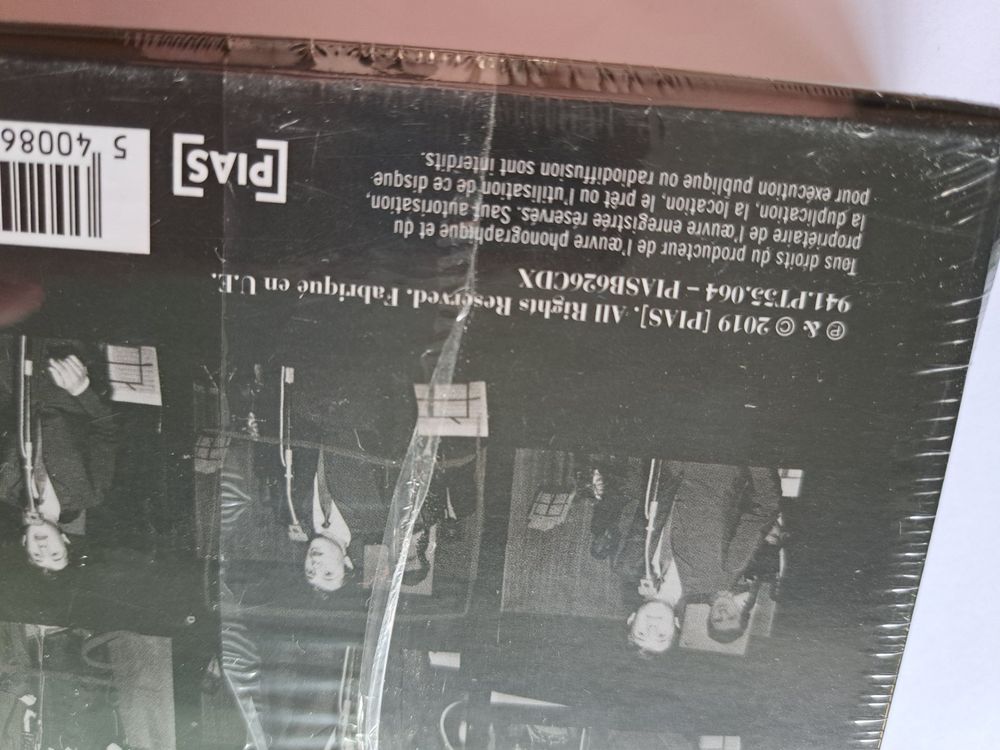 ℗ & © 2019 [PIAS]. All Rights Reserved. Fabriqué en U.E.
941.PT55.064 – PIASB626CDX
Tous droits du producteur de l'œuvre phonographique et du
propriétaire de l'œuvre enregistrée réservés. Sauf autorisation,
la duplication, la location, le prêt ou l'utilisation de ce disque
pour exécution publique ou radiodiffusion sont interdits.
[PIAS]
5 40086